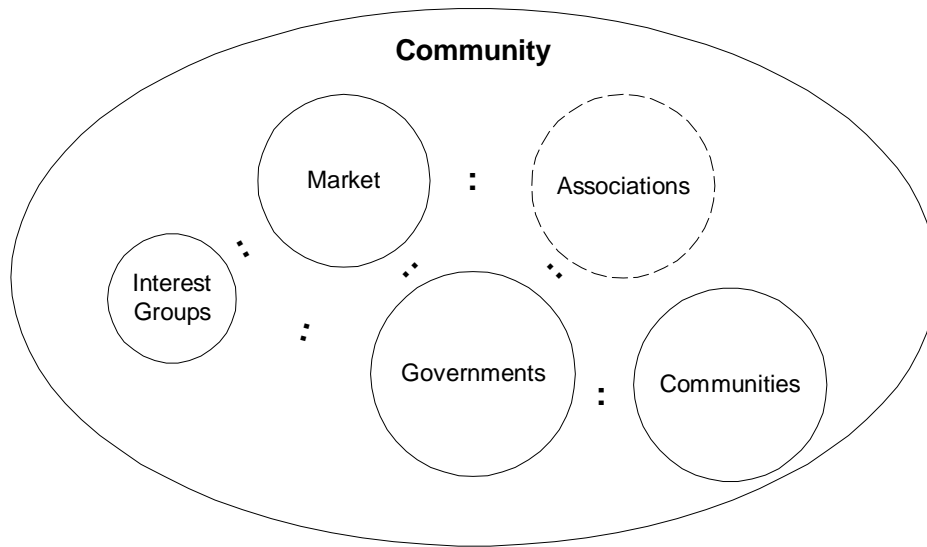 Community
Market
:
Associations
:
:
:
Interest
Groups
:
Governments
:
Communities